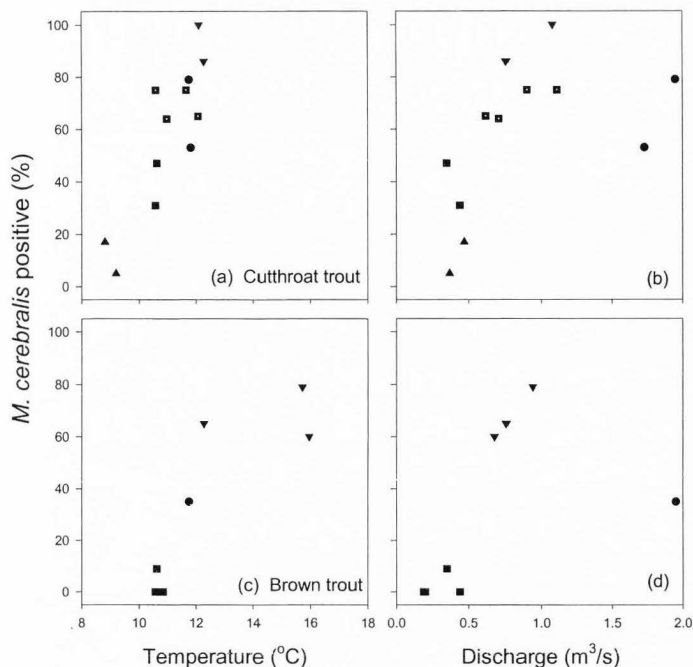 M. cerebralis positive (%)
100
80
60
40
20
0
(a) Cutthroat trout
(b)
100
80
60
40
20
0
(c) Brown trout
(d)
8 10 12 14 16 18
0.0 0.5 1.0 1.5 2.0
Temperature (°C)
Discharge (m³/s)